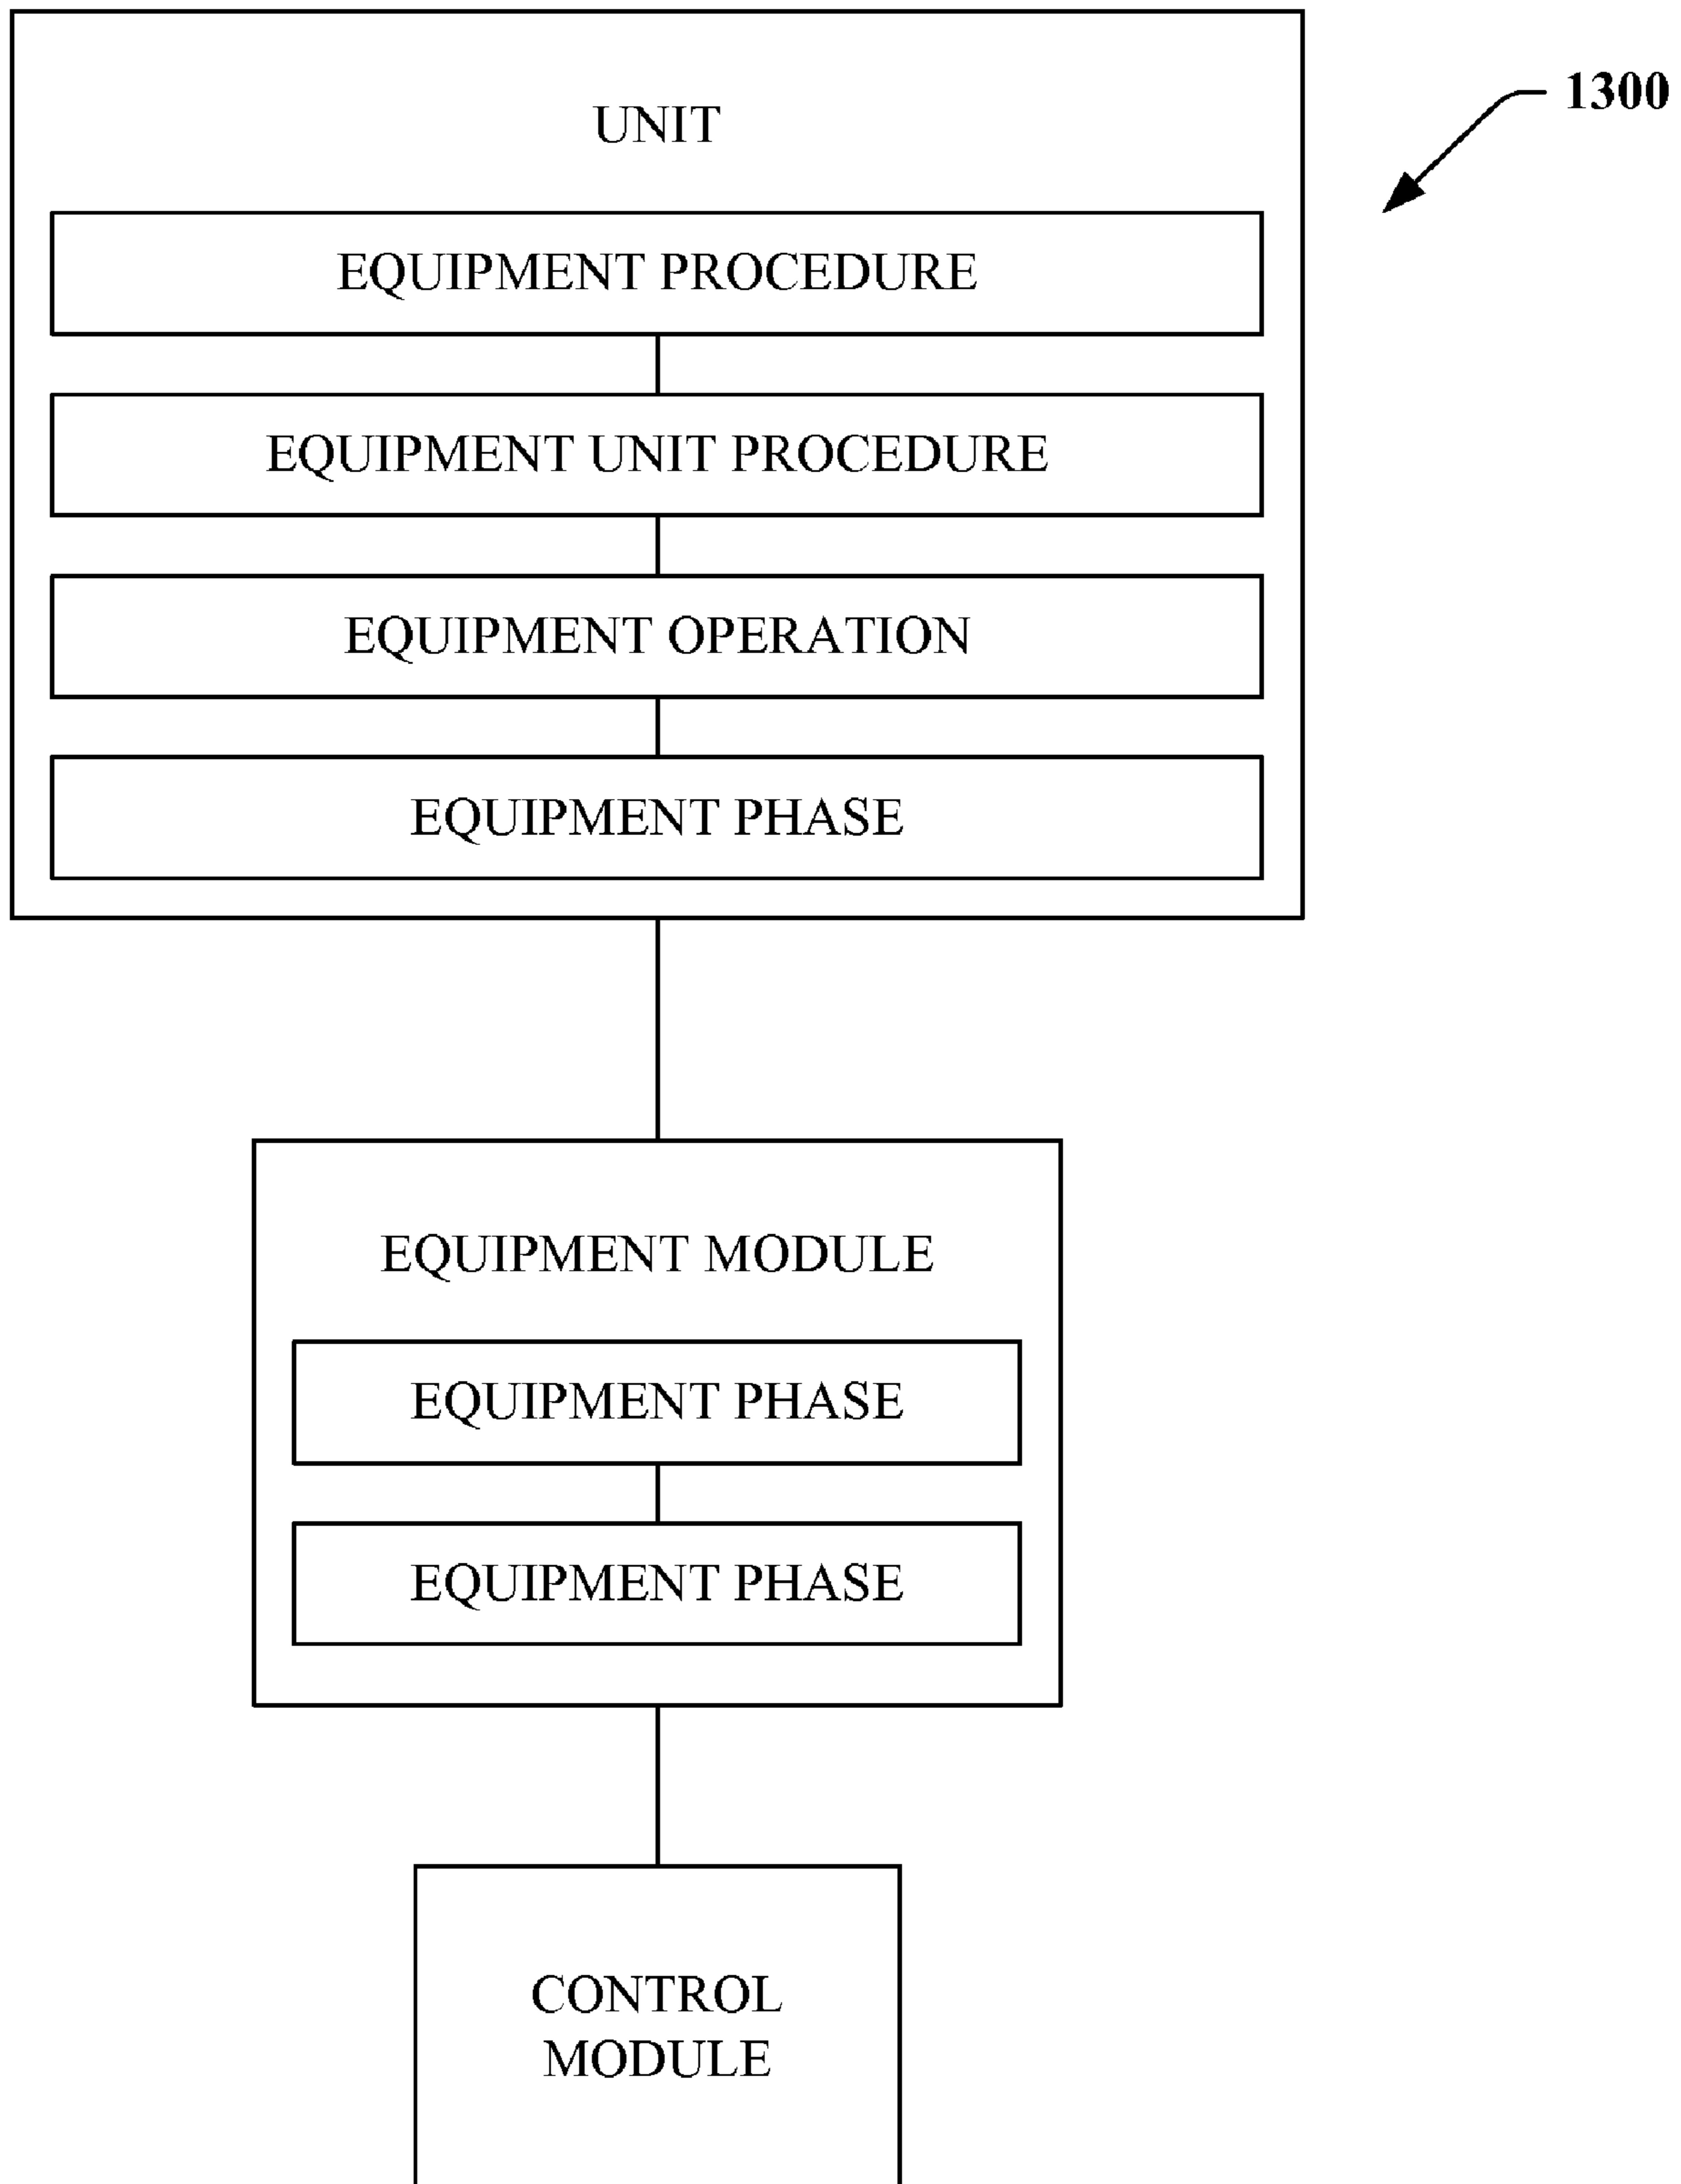 UNIT
1300
EQUIPMENT PROCEDURE
EQUIPMENT UNIT PROCEDURE
EQUIPMENT OPERATION
EQUIPMENT PHASE
EQUIPMENT MODULE
EQUIPMENT PHASE
EQUIPMENT PHASE
CONTROL
MODULE